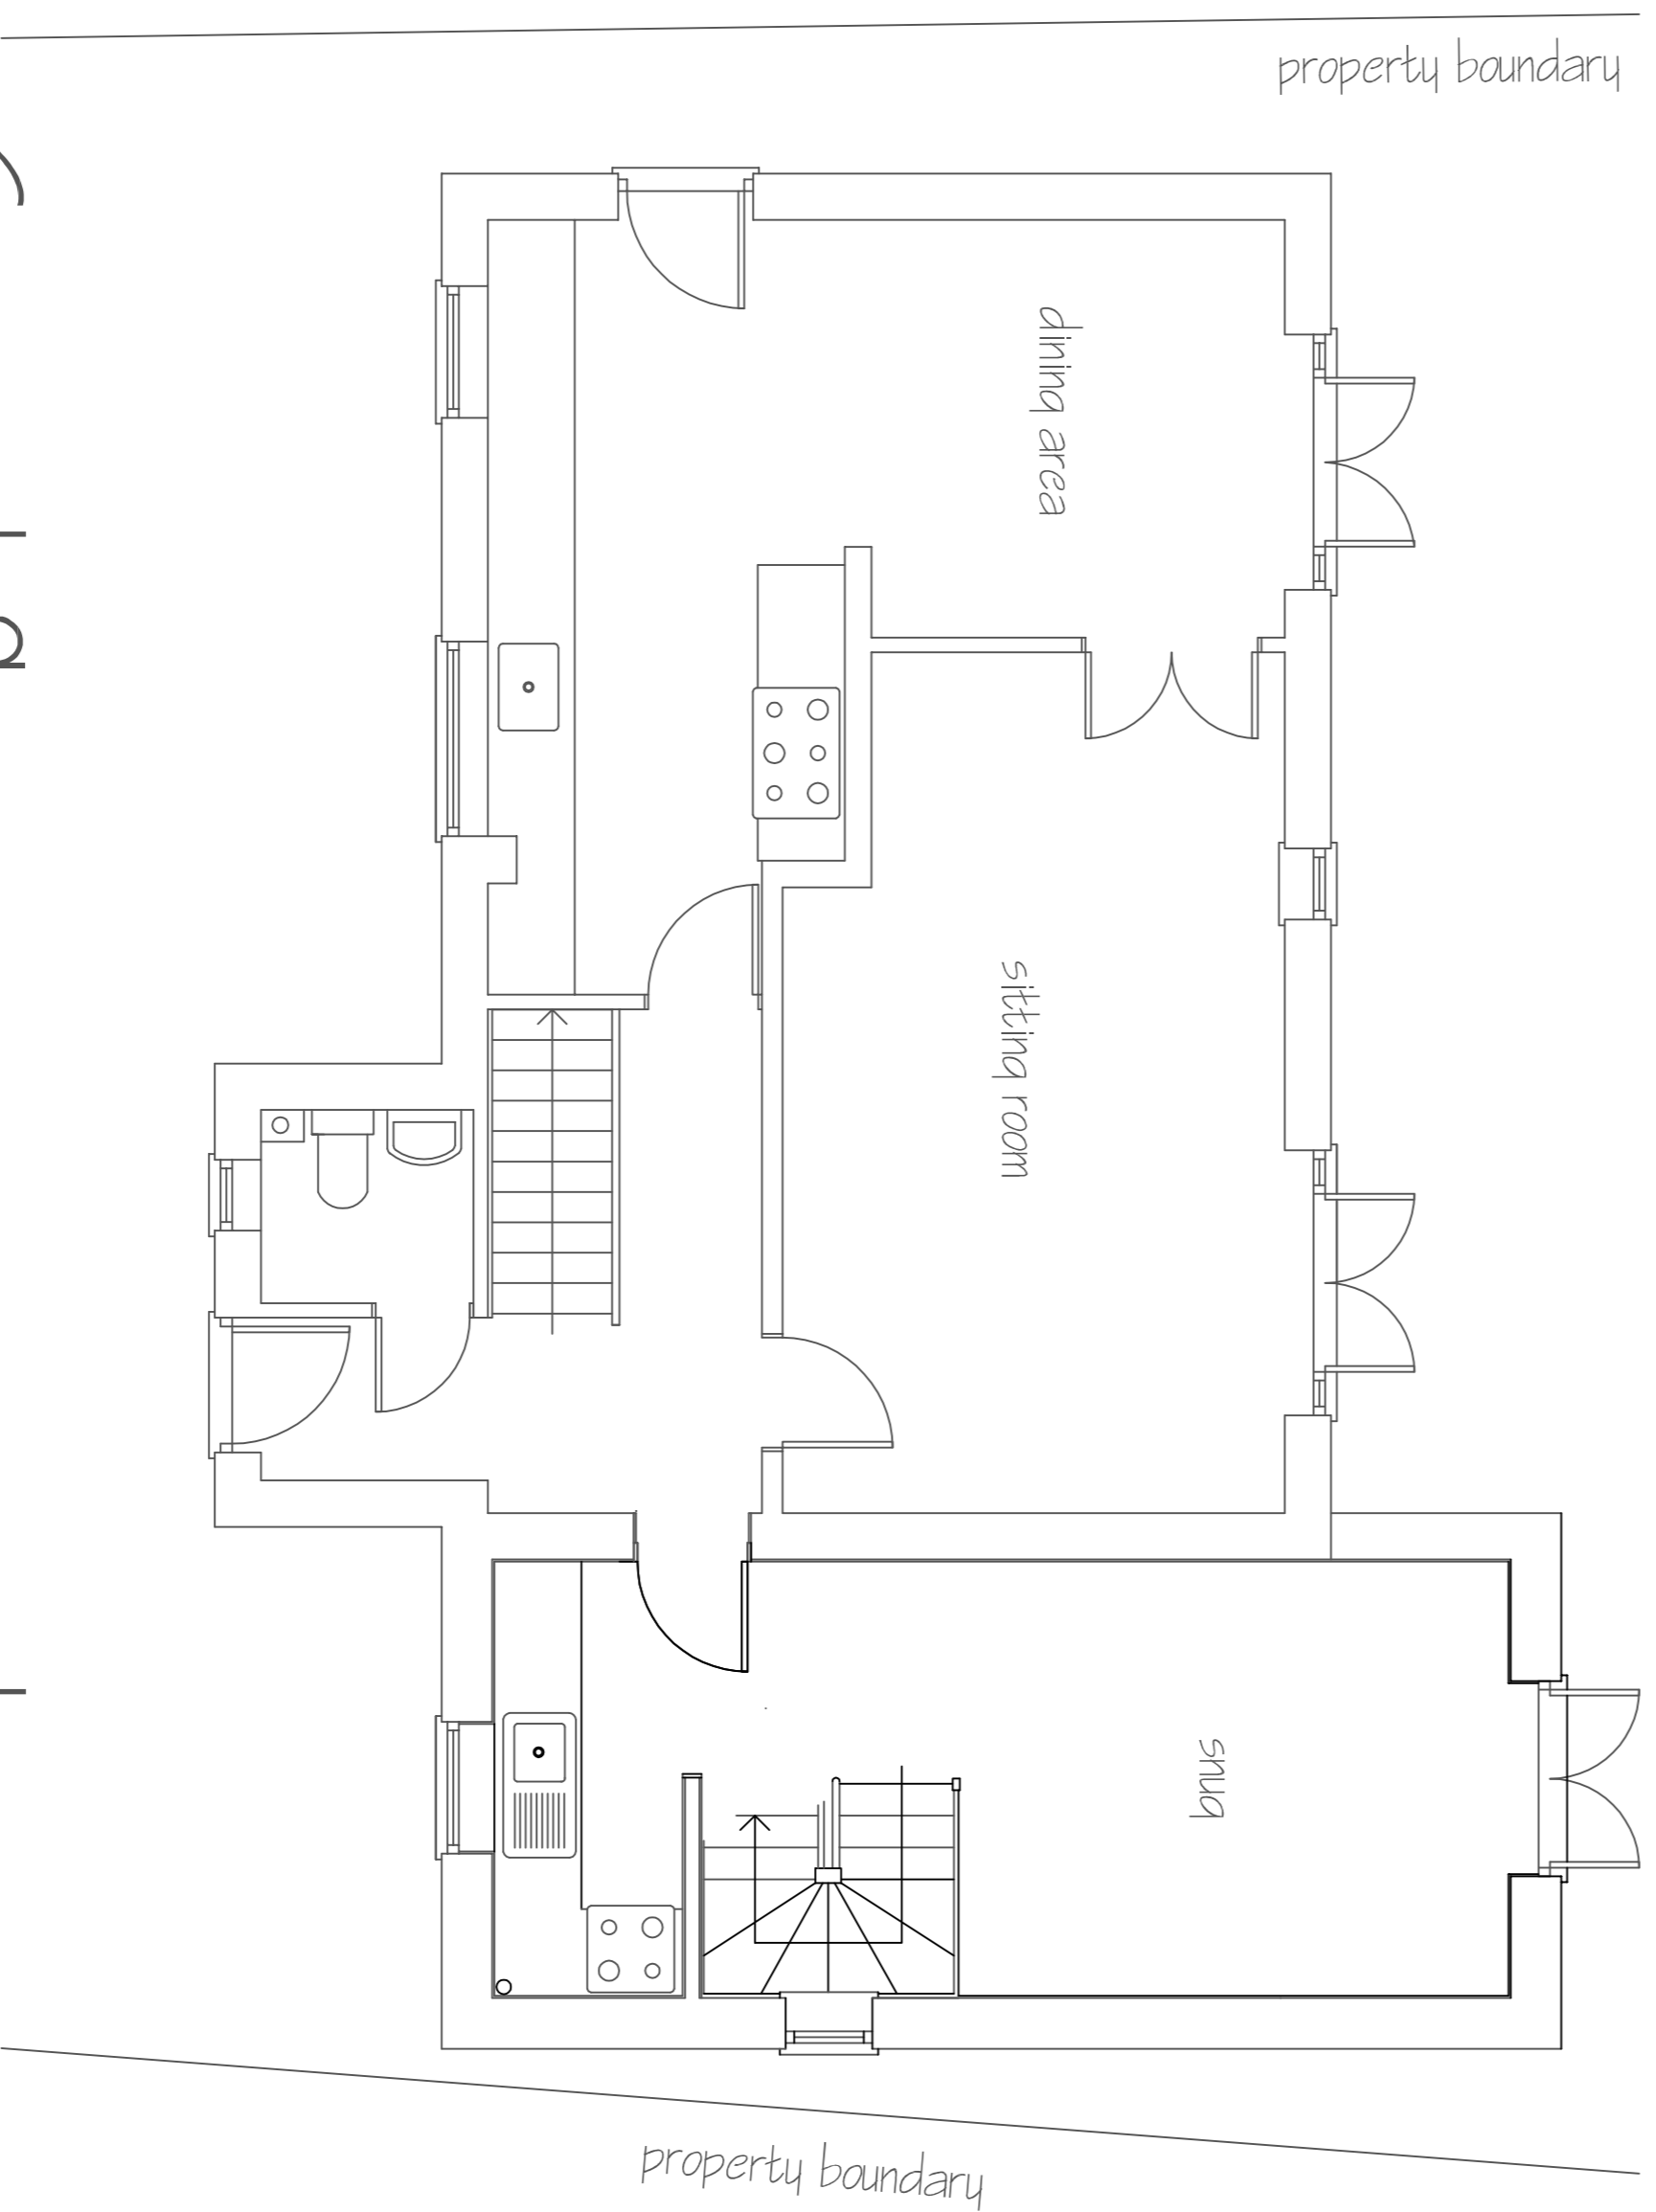 property boundary
dining area
sitting room
snug
property boundary